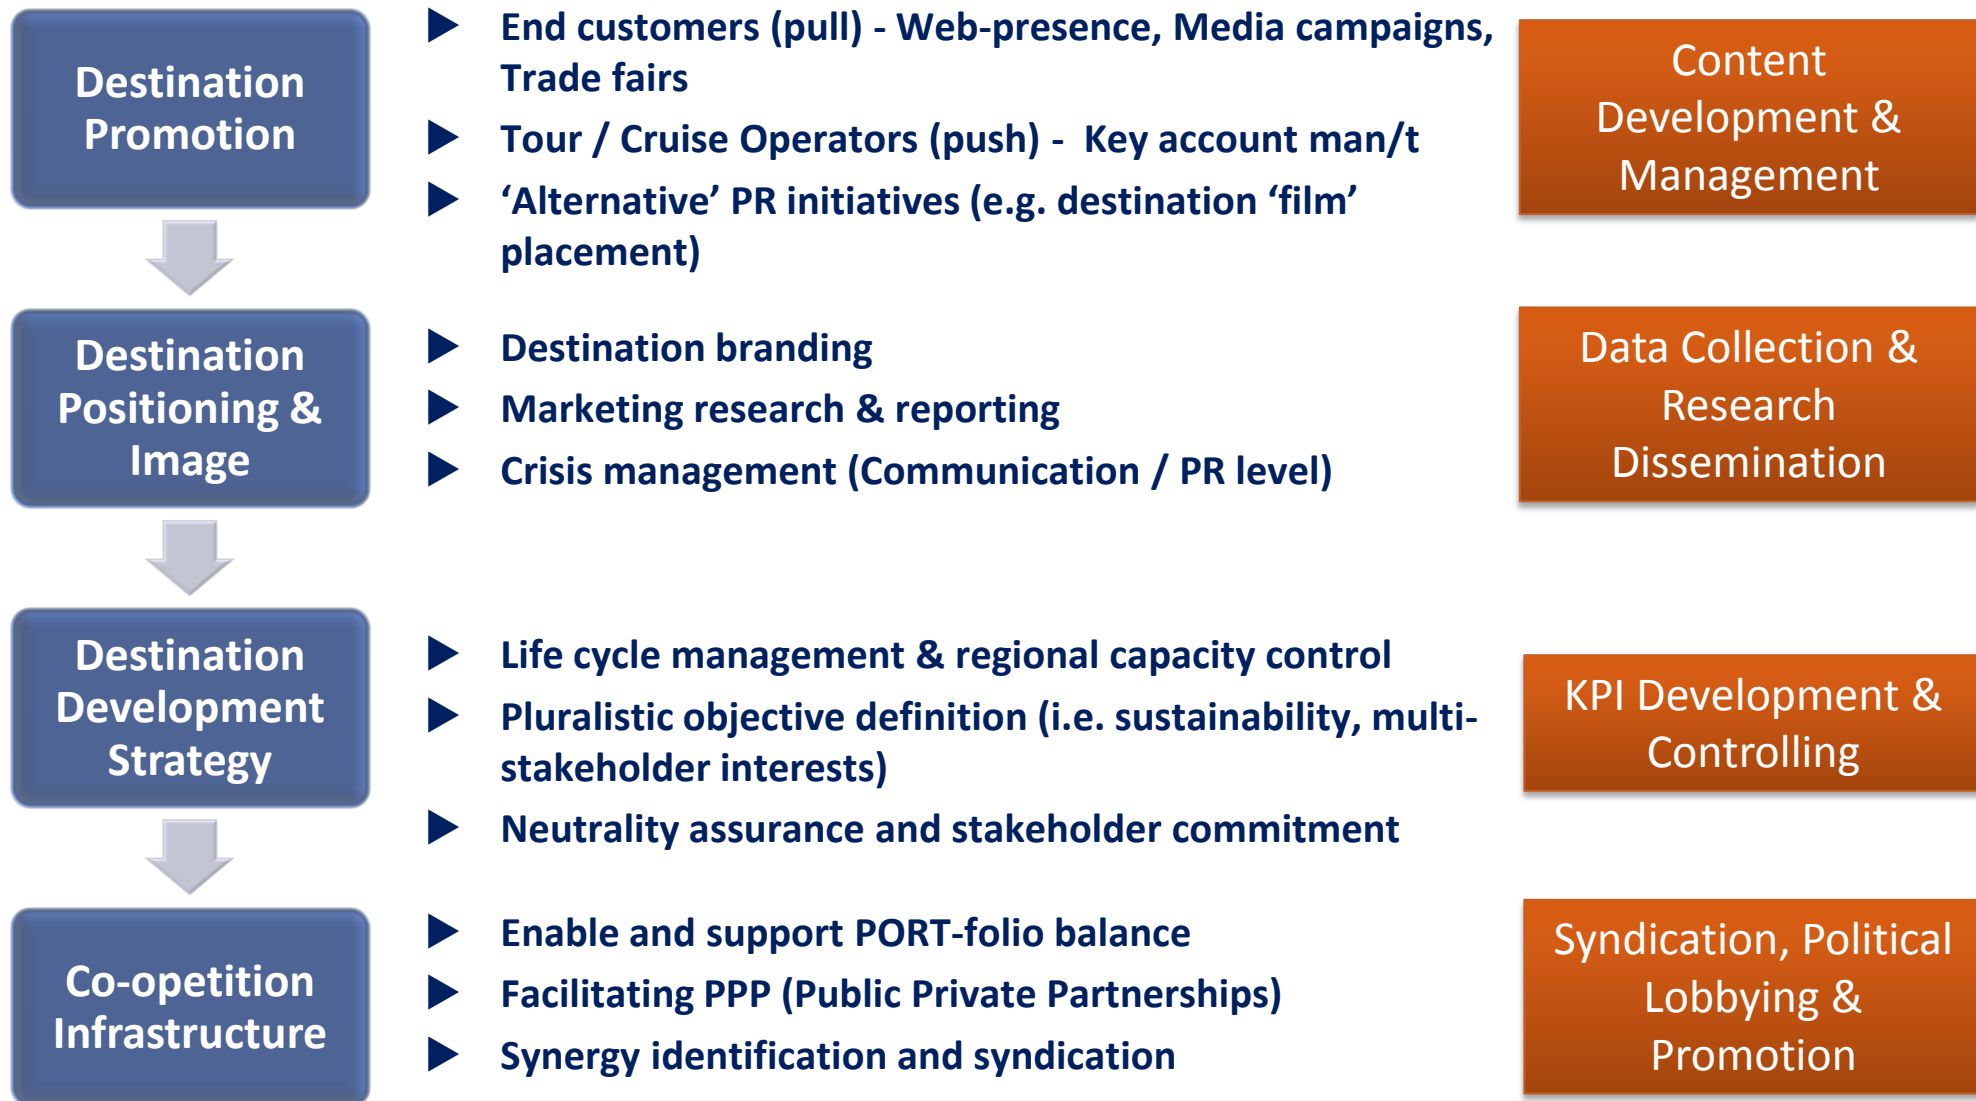 Destination
Promotion
End customers (pull) - Web-presence, Media campaigns,
Trade fairs
Tour / Cruise Operators (push) - Key account man/t
‘Alternative’ PR initiatives (e.g. destination ‘film’
placement)
Content
Development &
Management
Destination
Positioning &
Image
Destination branding
Marketing research & reporting
Crisis management (Communication / PR level)
Data Collection &
Research
Dissemination
Destination
Development
Strategy
Life cycle management & regional capacity control
Pluralistic objective definition (i.e. sustainability, multi-
stakeholder interests)
Neutrality assurance and stakeholder commitment
KPI Development &
Controlling
Co-opetition
Infrastructure
Enable and support PORT-folio balance
Facilitating PPP (Public Private Partnerships)
Synergy identification and syndication
Syndication, Political
Lobbying &
Promotion